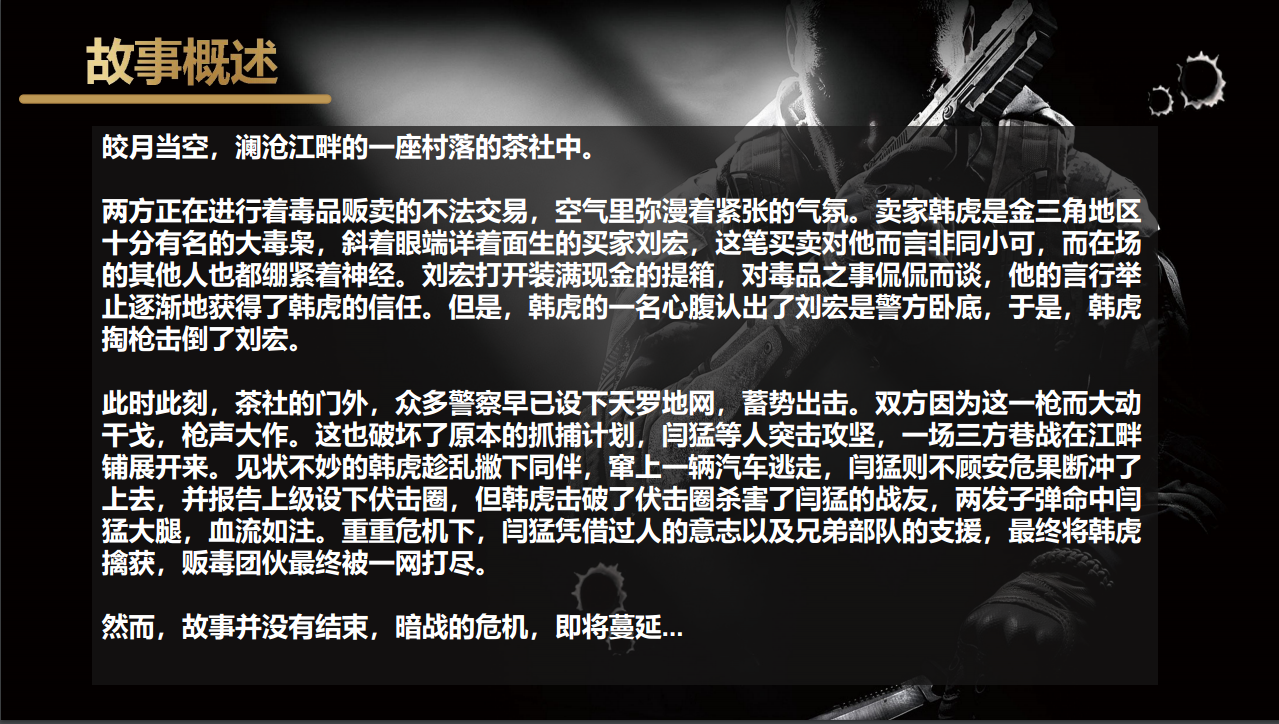 故事概述
皎月当空，澜沧江畔的一座村落的茶社中。
两方正在进行着毒品贩卖的不法交易，空气里弥漫着紧张的气氛。卖家韩虎是金三角地区
十分有名的大毒枭，斜着眼端详着面生的买家刘宏，这笔买卖对他而言非同小可，而在场
的其他人也都绷紧着神经。刘宏打开装满现金的提箱，对毒品之事侃侃而谈，他的言行举
止逐渐地获得了韩虎的信任。但是，韩虎的一名心腹认出了刘宏是警方卧底，于是，韩虎
掏枪击倒了刘宏。
此时此刻，茶社的门外，众多警察早已设下天罗地网，蓄势出击。双方因为这一枪而大动
干戈，枪声大作。这也破坏了原本的抓捕计划，闫猛等人突击攻坚，一场三方巷战在江畔
铺展开来。见状不妙的韩虎趁乱撇下同伴，窜上一辆汽车逃走，闫猛则不顾安危果断冲了
上去，并报告上级设下伏击圈，但韩虎击破了伏击圈杀害了闫猛的战友，两发子弹命中闫
猛大腿，血流如注。重重危机下，闫猛凭借过人的意志以及兄弟部队的支援，最终将韩虎
擒获，贩毒团伙最终被一网打尽。
然而，故事并没有结束，暗战的危机，即将蔓延...